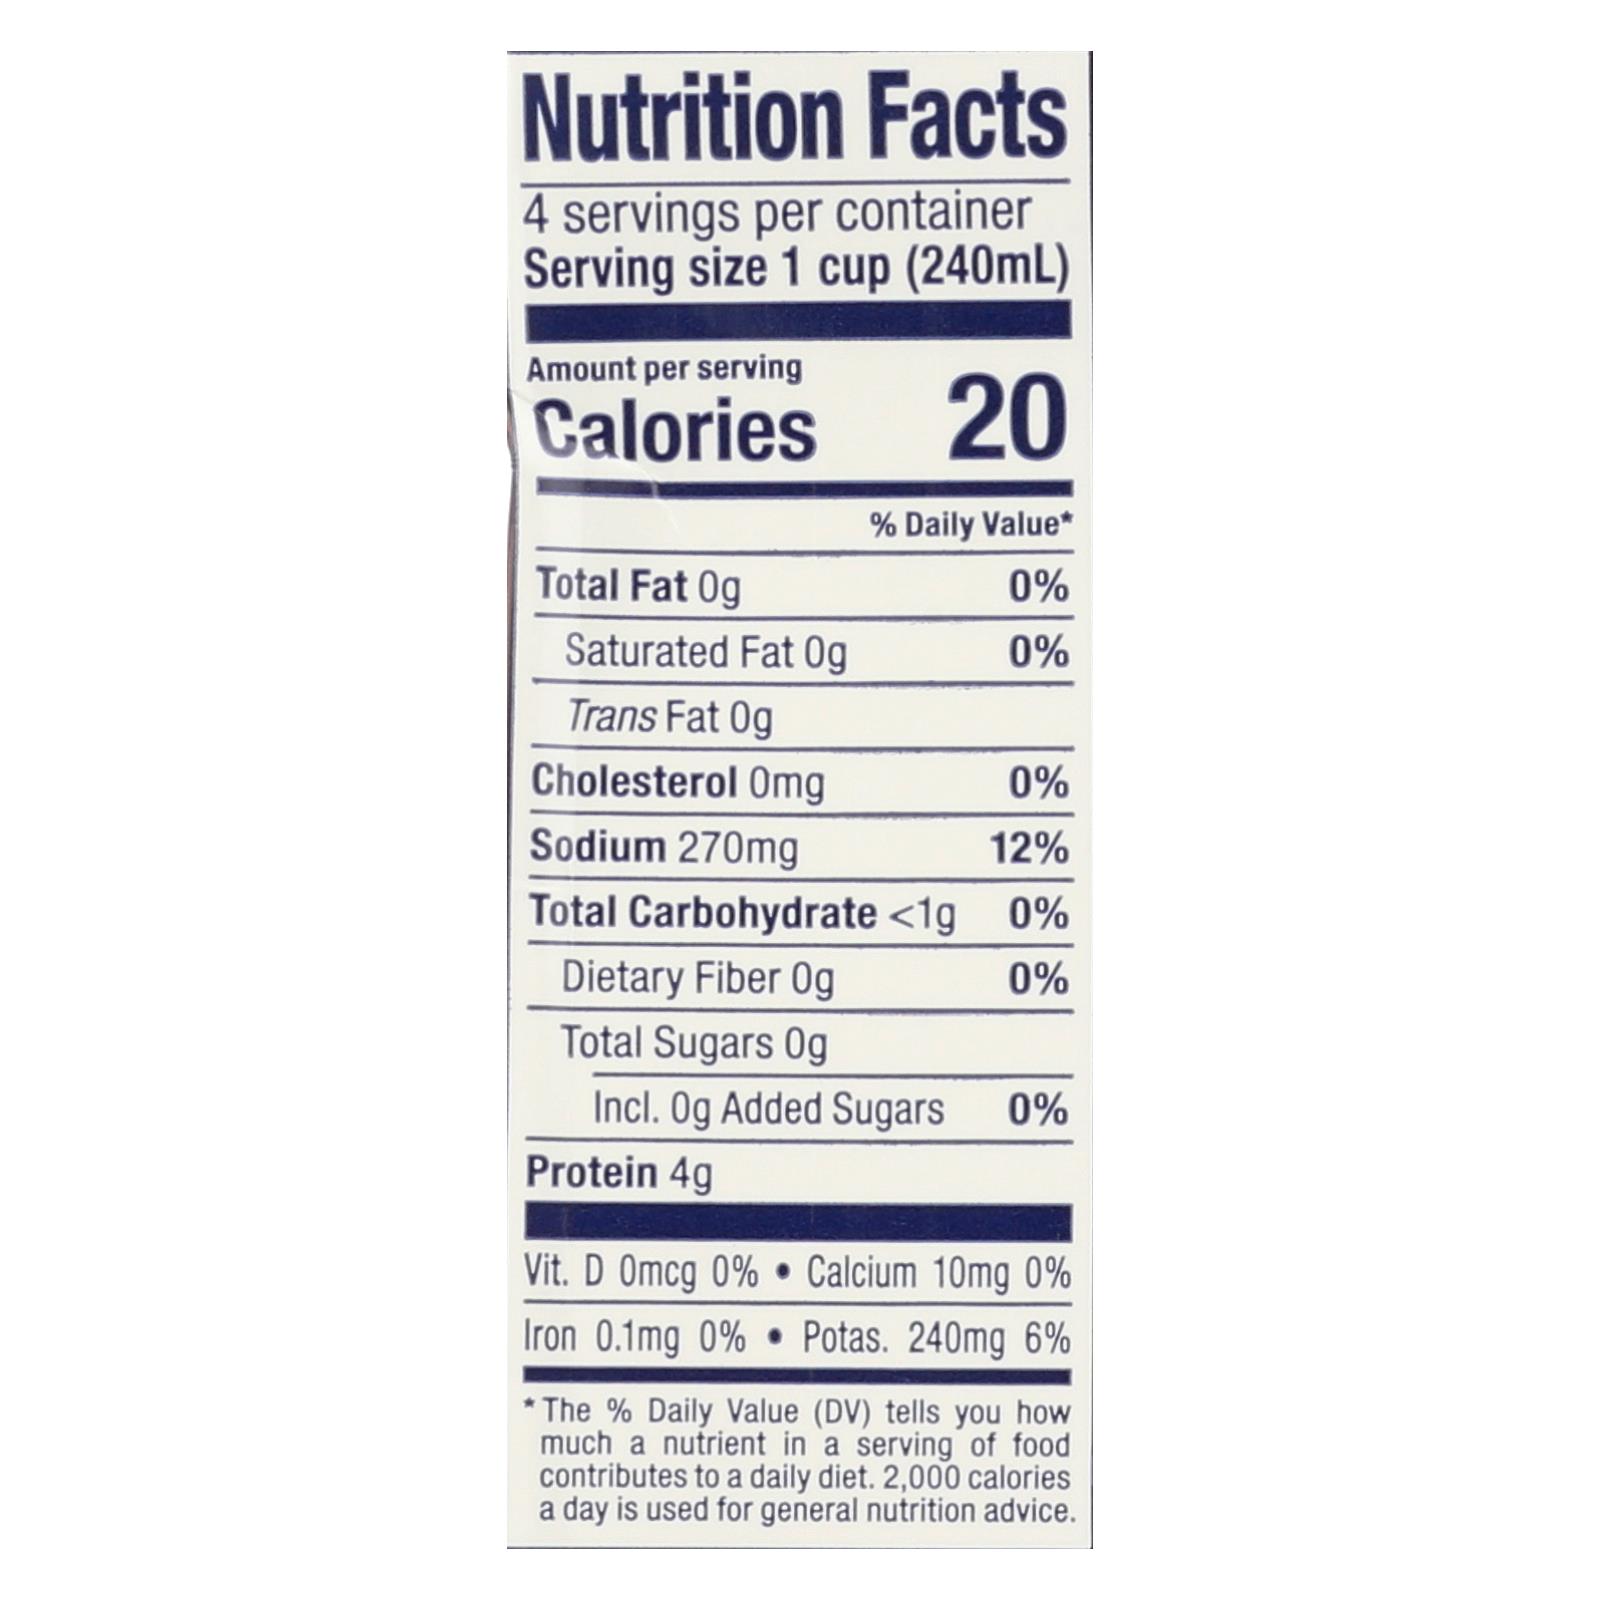 Nutrition Facts
4 servings per container
Serving size 1 cup (240mL)
Amount per serving
Calories 20
% Daily Value*
Total Fat 0g 0%
Saturated Fat 0g 0%
Trans Fat 0g
Cholesterol 0mg 0%
Sodium 270mg 12%
Total Carbohydrate <1g 0%
Dietary Fiber 0g 0%
Total Sugars 0g
Incl. 0g Added Sugars 0%
Protein 4g
Vit. D 0mcg 0% • Calcium 10mg 0%
Iron 0.1mg 0% • Potas. 240mg 6%
* The % Daily Value (DV) tells you how
much a nutrient in a serving of food
contributes to a daily diet. 2,000 calories
a day is used for general nutrition advice.